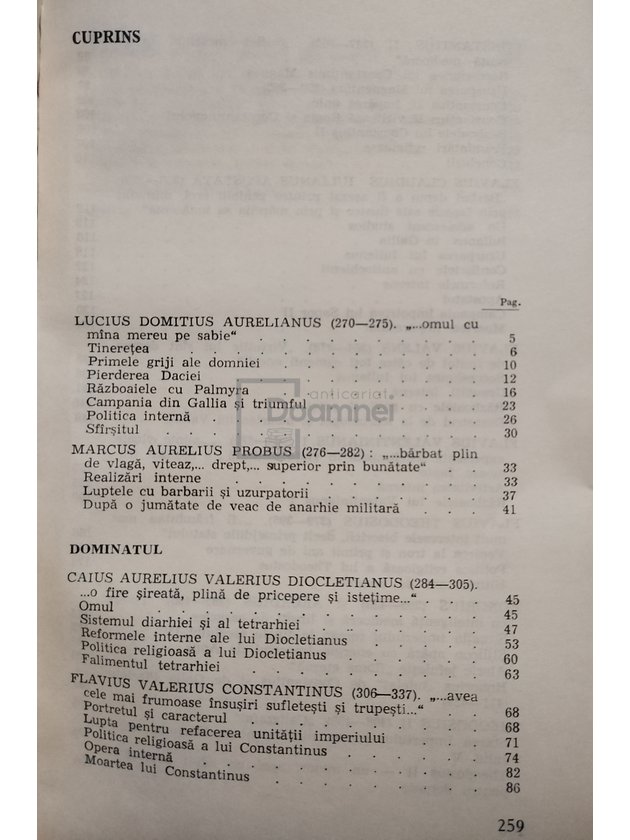 CUPRINS
Pag.
LUCIUS DOMITIUS AURELIANUS (270—275). „...omul cu
mîna mereu pe sabie“ . . . . . . . . 5
Tinerețea . . . . . . . . . . 6
Primele griji ale domniei . . . . . . . 10
Pierderea Daciei . . . . . . . . 12
Războaiele cu Palmyra . . . . . . . 16
Campania din Gallia și triumful . . . . . . 23
Politica internă . . . . . . . . 26
Sfîrșitul . . . . . . . . . . 30
MARCUS AURELIUS PROBUS (276—282) : „...bărbat plin
de vlagă, viteaz,... drept,... superior prin bunătate“ . . 33
Realizări interne . . . . . . . . 33
Luptele cu barbarii și uzurpatorii . . . . . 37
După o jumătate de veac de anarhie militară . . . 41
anticariat
Doamnei
DOMINATUL
CAIUS AURELIUS VALERIUS DIOCLETIANUS (284—305).
„...o fire șireată, plină de pricepere și istețime...“ . . . 45
Omul . . . . . . . . . . 45
Sistemul diarhiei și al tetrarhiei . . . . . 47
Reformele interne ale lui Diocletianus . . . . 53
Politica religioasă a lui Diocletianus . . . . 60
Falimentul tetrarhiei . . . . . . . 63
FLAVIUS VALERIUS CONSTANTINUS (306—337). „...avea
cele mai frumoase însușiri sufletești și trupești...“ . . 68
Portretul și caracterul . . . . . . . 68
Lupta pentru refacerea unității imperiului . . . 71
Politica religioasă a lui Constantinus . . . . 74
Opera internă . . . . . . . . 82
Moartea lui Constantinus . . . . . . 86
259